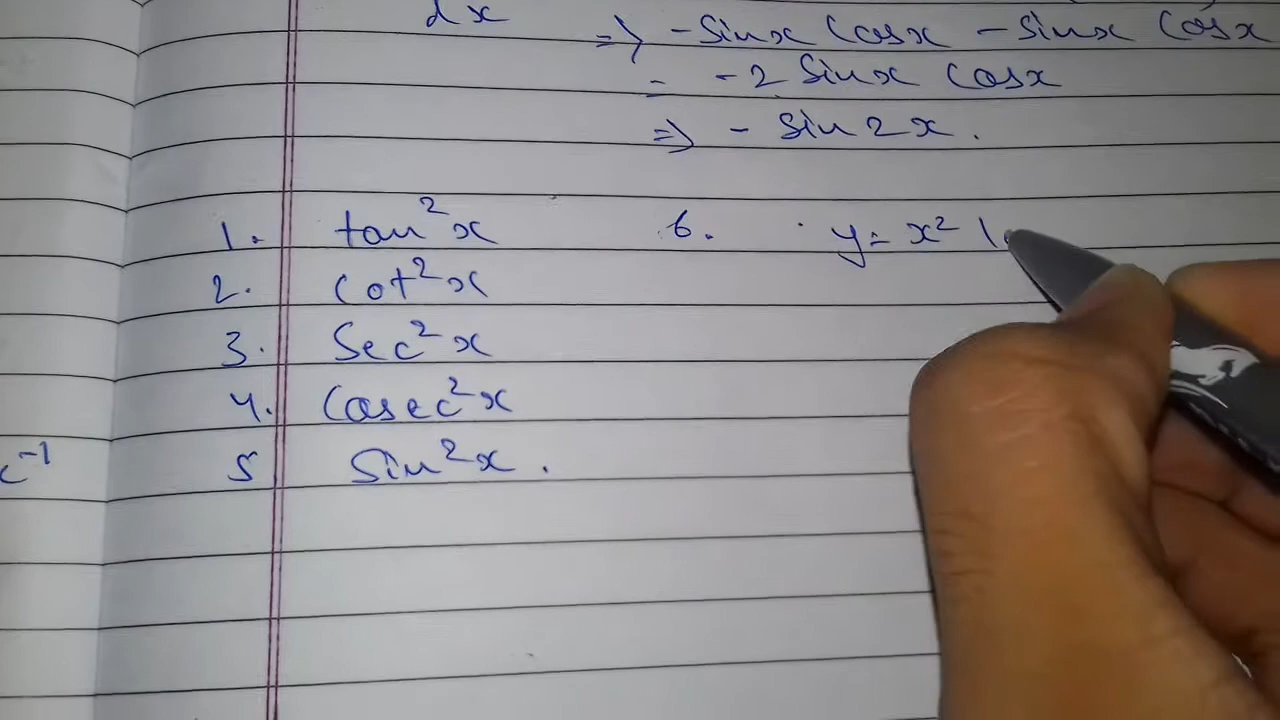 dx
=> -Sinx Cosx - Sinx Cosx
= -2 Sinx Cosx
=> - Sin2x.
1. tan²x
2. Cot²x
3. Sec²x
4. Cosec²x
5 Sin²x.
6. y= x²